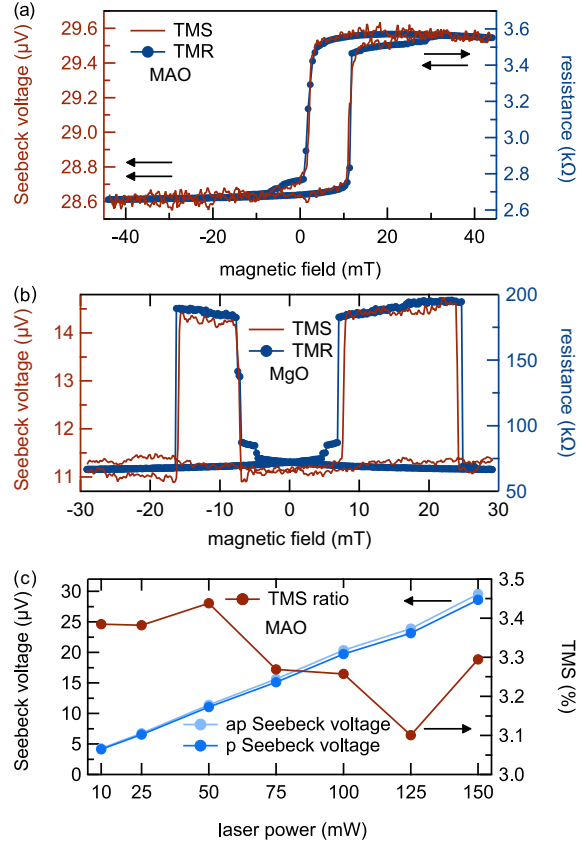 (a)
Seebeck voltage (µV)
29.6
29.4
29.2
29.0
28.8
28.6
TMS
TMR
MAO
3.6
3.4
3.2
3.0
2.8
2.6
resistance (kΩ)
-40 -20 0 20 40
magnetic field (mT)
(b)
Seebeck voltage (µV)
14
13
12
11
TMS
TMR
MgO
200
150
100
50
resistance (kΩ)
-30 -20 -10 0 10 20 30
magnetic field (mT)
(c)
Seebeck voltage (µV)
30
25
20
15
10
5
0
TMS ratio
MAO
ap Seebeck voltage
p Seebeck voltage
3.5
3.4
3.3
3.2
3.1
3.0
TMS (%)
10 25 50 75 100 125 150
laser power (mW)